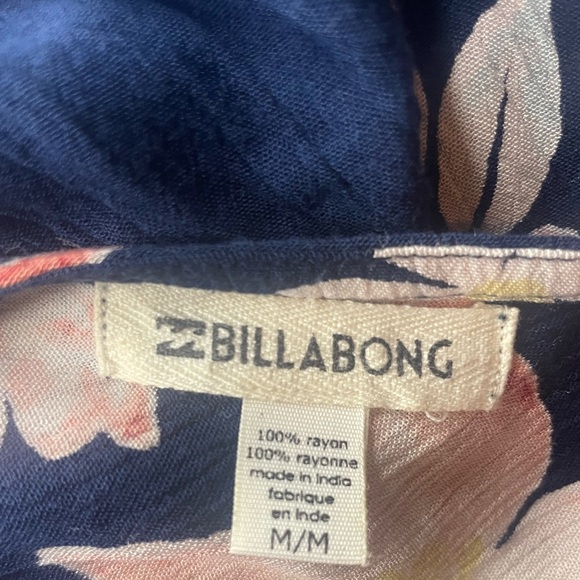 BILLABONG
100% rayon
100% rayonne
made in India
fabrique
en Inde
M/M